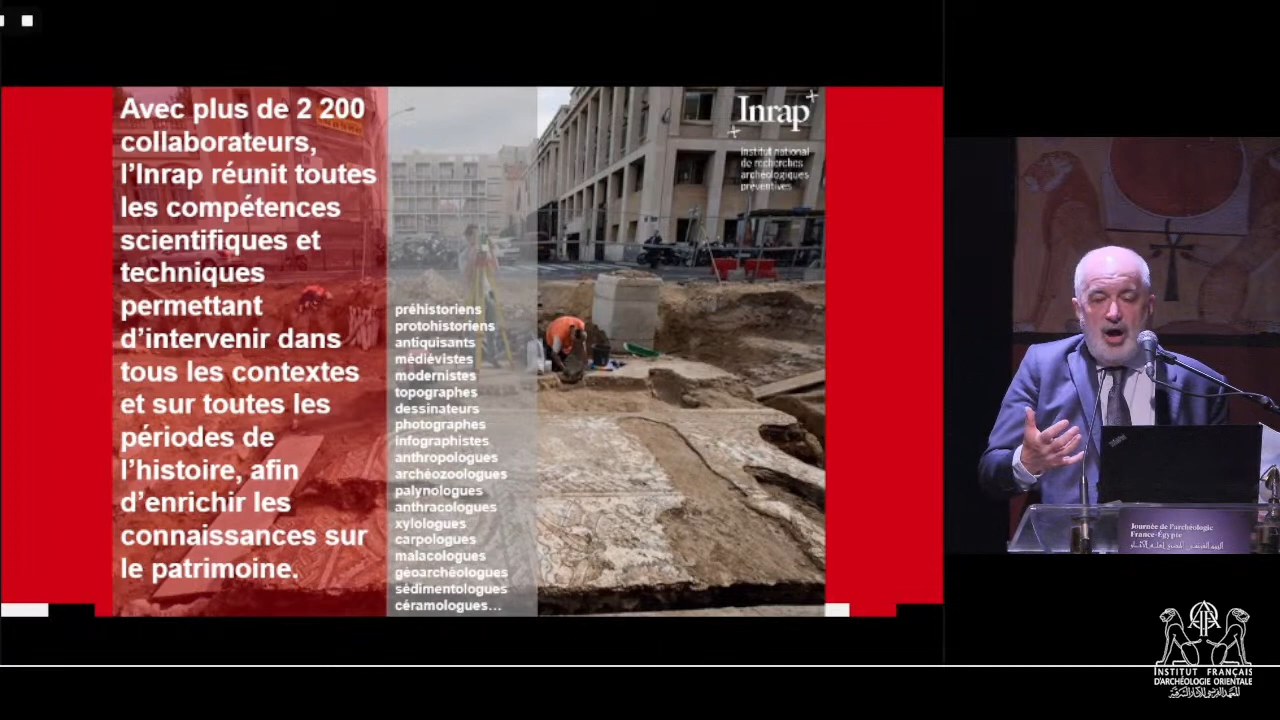 Avec plus de 2 200
collaborateurs,
l’Inrap réunit toutes
les compétences
scientifiques et
techniques
permettant
d’intervenir dans
tous les contextes
et sur toutes les
périodes de
l’histoire, afin
d’enrichir les
connaissances sur
le patrimoine.
préhistoriens
protohistoriens
antiquisants
médiévistes
modernistes
topographes
dessinateurs
photographes
infographistes
anthropologues
archéozoologues
palynologues
anthracologues
xylologues
carpologues
malacologues
géoarchéologues
sédimentologues
céramologues…
Inrap
Institut national
de recherches
archéologiques
préventives
ThinkPad
Journée de l'archéologie
France-Égypte
INSTITUT FRANÇAIS
D'ARCHÉOLOGIE ORIENTALE